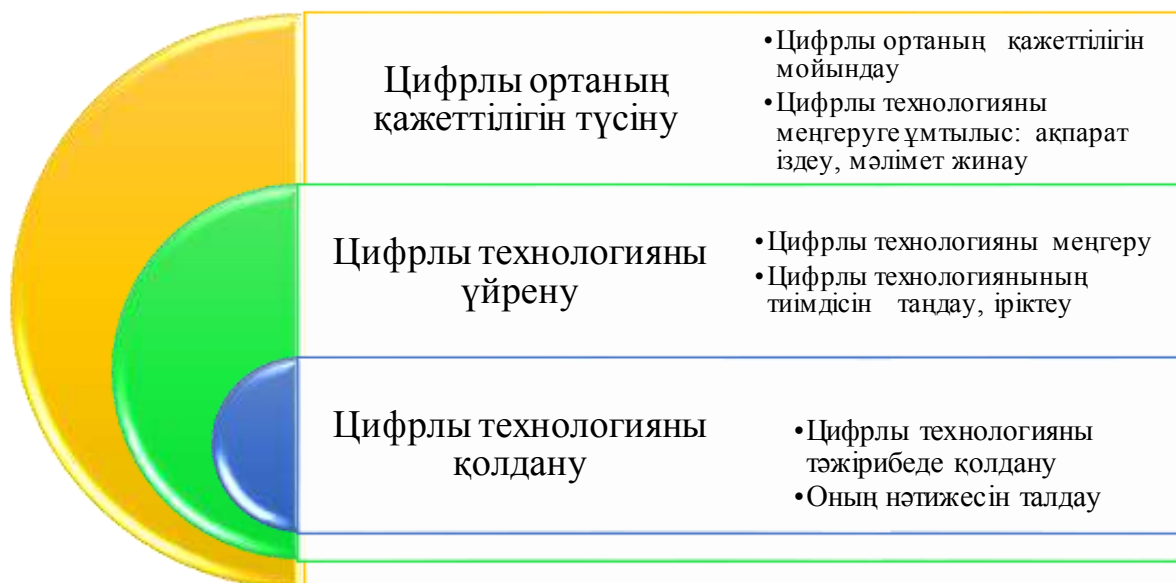 Цифрлы ортаның
қажеттілігін түсіну
•Цифрлы ортаның қажеттілігін
мойындау
•Цифрлы технологияны
меңгеруге ұмтылыс: ақпарат
іздеу, мәлімет жинау
Цифрлы технологияны
үйрену
•Цифрлы технологияны меңгеру
•Цифрлы технологиянының
тиімдісін таңдау, іріктеу
Цифрлы технологияны
қолдану
•Цифрлы технологияны
тәжірибеде қолдану
•Оның нәтижесін талдау